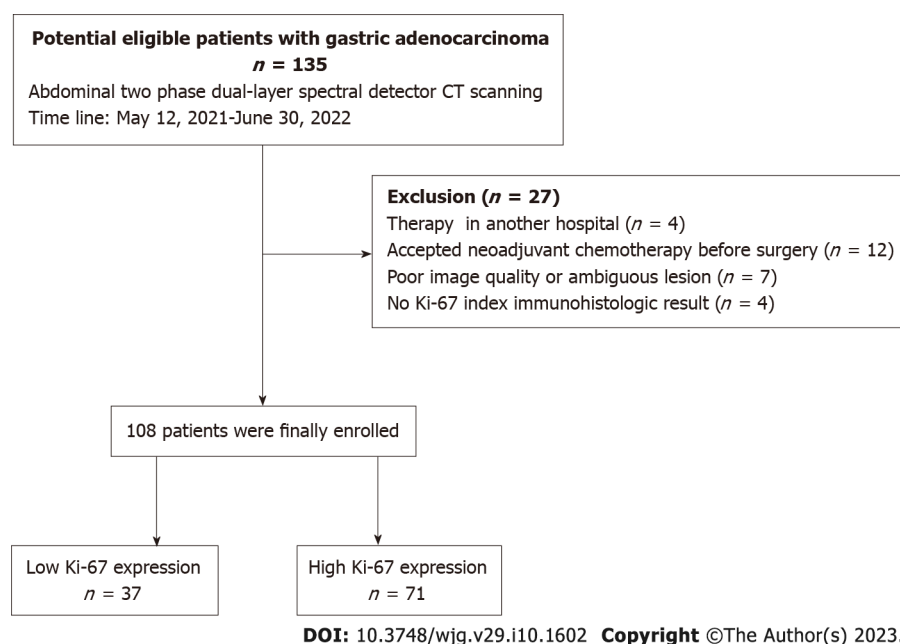 Potential eligible patients with gastric adenocarcinoma
n = 135
Abdominal two phase dual-layer spectral detector CT scanning
Time line: May 12, 2021-June 30, 2022
Exclusion (n = 27)
Therapy in another hospital (n = 4)
Accepted neoadjuvant chemotherapy before surgery (n = 12)
Poor image quality or ambiguous lesion (n = 7)
No Ki-67 index immunohistologic result (n = 4)
108 patients were finally enrolled
Low Ki-67 expression
n = 37
High Ki-67 expression
n = 71
DOI: 10.3748/wjg.v29.i10.1602 Copyright ©The Author(s) 2023.